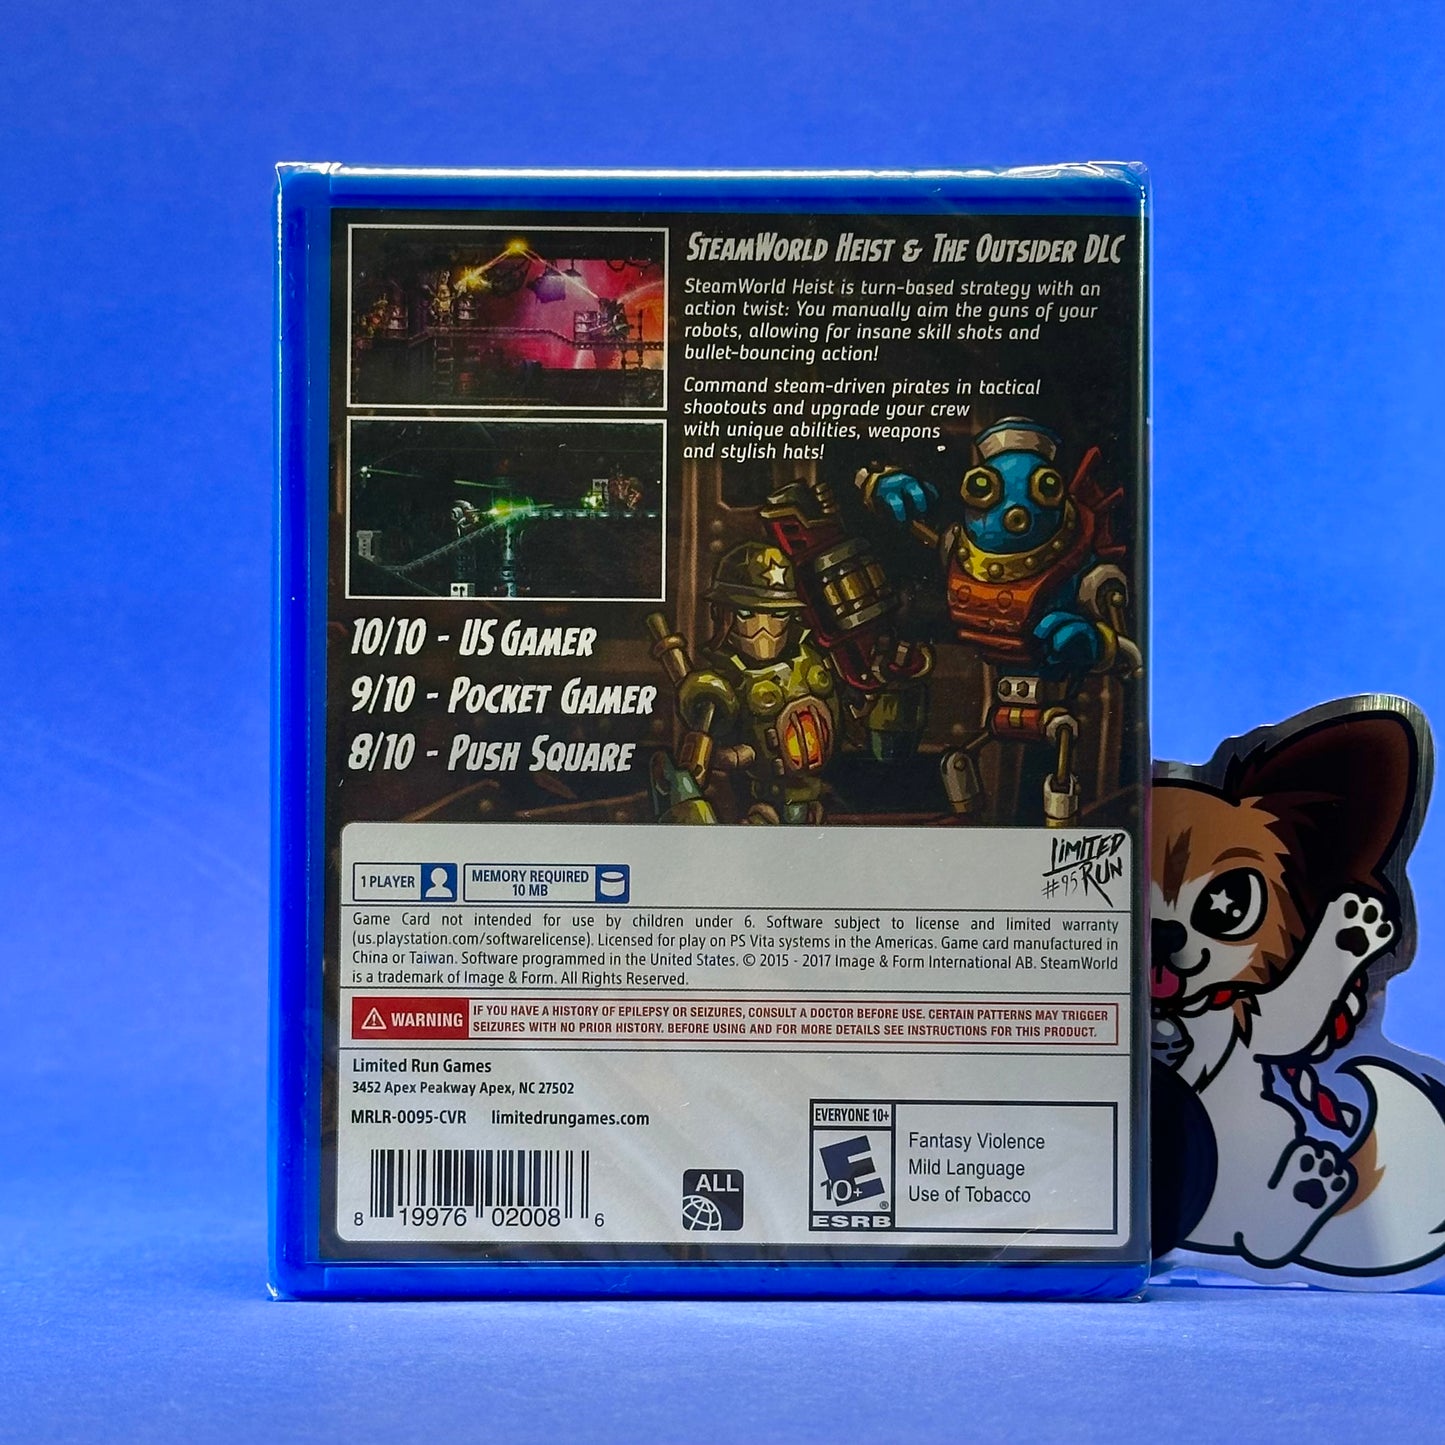 SteamWorld Heist & The Outsider DLC
SteamWorld Heist is turn-based strategy with an
action twist: You manually aim the guns of your
robots, allowing for insane skill shots and
bullet-bouncing action!
Command steam-driven pirates in tactical
shootouts and upgrade your crew
with unique abilities, weapons
and stylish hats!
10/10 - US Gamer
9/10 - Pocket Gamer
8/10 - Push Square
LIMITED
RUN
#95
1 PLAYER
MEMORY REQUIRED
10 MB
Game Card not intended for use by children under 6. Software subject to license and limited warranty
(us.playstation.com/softwarelicense). Licensed for play on PS Vita systems in the Americas. Game card manufactured in
China or Taiwan. Software programmed in the United States. © 2015 - 2017 Image & Form International AB. SteamWorld
is a trademark of Image & Form. All Rights Reserved.
WARNING
IF YOU HAVE A HISTORY OF EPILEPSY OR SEIZURES, CONSULT A DOCTOR BEFORE USE. CERTAIN PATTERNS MAY TRIGGER
SEIZURES WITH NO PRIOR HISTORY. BEFORE USING AND FOR MORE DETAILS SEE INSTRUCTIONS FOR THIS PRODUCT.
Limited Run Games
3452 Apex Peakway Apex, NC 27502
MRLR-0095-CVR limitedrungames.com
8 19976 02008 6
ALL
EVERYONE 10+
E
10+
®
ESRB
Fantasy Violence
Mild Language
Use of Tobacco